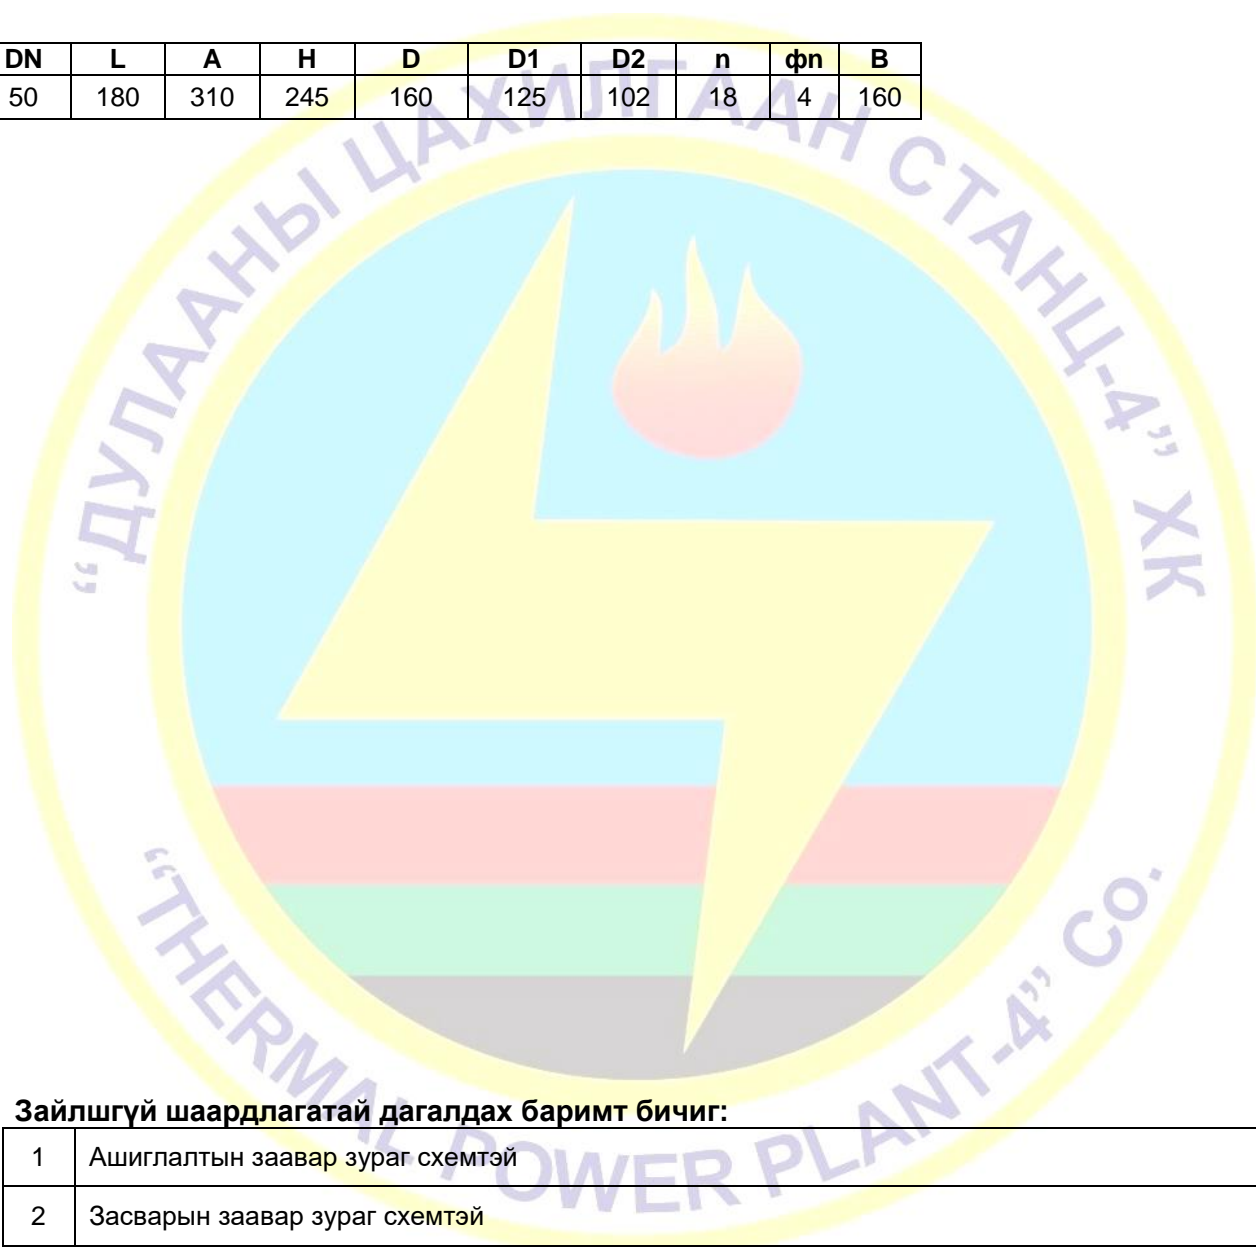 DN L A H D D1 D2 n фn B
50 180 310 245 160 125 102 18 4 160
“ДУЛААНЫ ЦАХИЛГААН СТАНЦ-4” ХК
“THERMAL POWER PLANT-4” Co.
Зайлшгүй шаардлагатай дагалдах баримт бичиг:
1 Ашиглалтын заавар зураг схемтэй
2 Засварын заавар зураг схемтэй